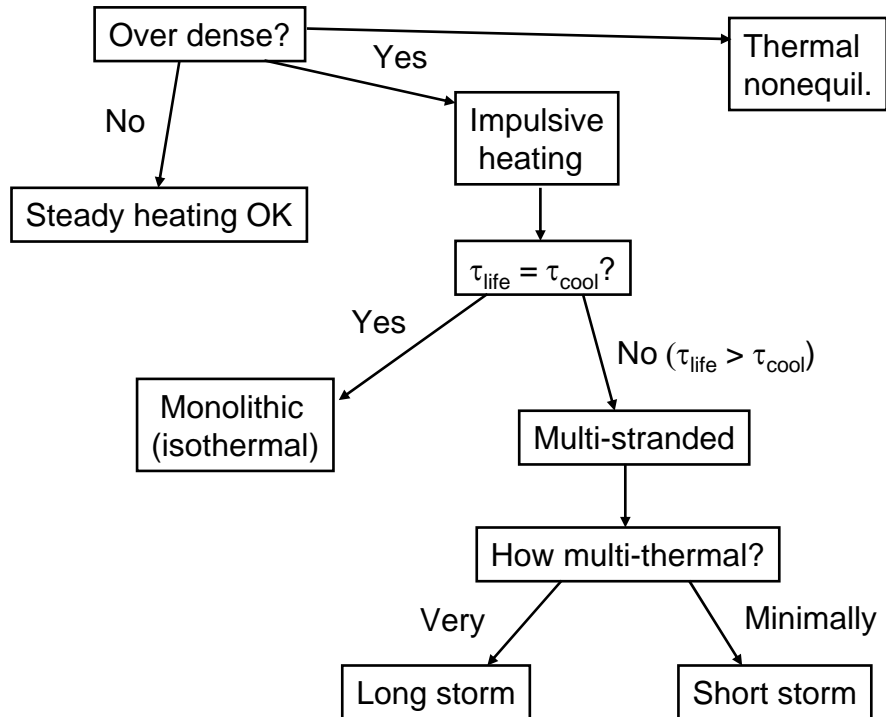 Over dense?
Yes
Thermal
nonequil.
No
Impulsive
heating
Steady heating OK
τlife = τcool?
Yes
No (τlife > τcool)
Monolithic
(isothermal)
Multi-stranded
How multi-thermal?
Very
Minimally
Long storm
Short storm